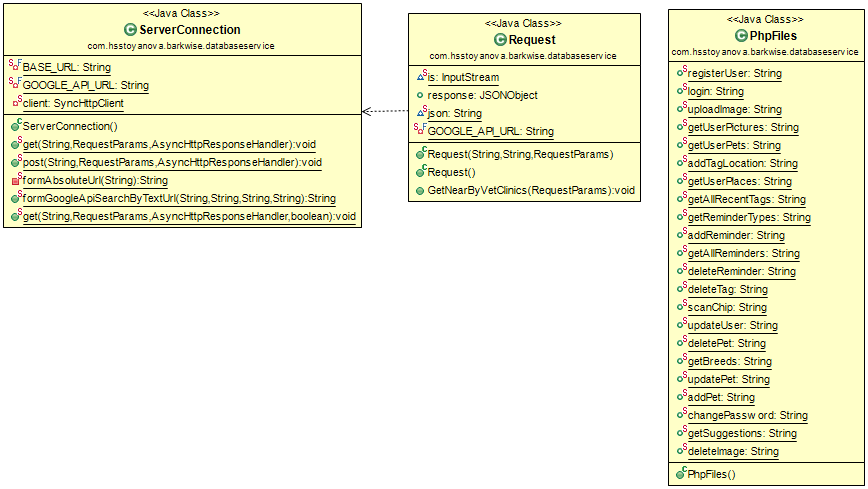 <<Java Class>>
ServerConnection
com.hsstoyanova.barkwise.databaseservice
BASE_URL: String
GOOGLE_API_URL: String
client: SyncHttpClient
ServerConnection()
get(String,RequestParams,AsyncHttpResponseHandler):void
post(String,RequestParams,AsyncHttpResponseHandler):void
formAbsoluteUrl(String):String
formGoogleApiSearchByTextUrl(String,String,String,String):String
get(String,RequestParams,AsyncHttpResponseHandler,boolean):void
<<Java Class>>
Request
com.hsstoyanova.barkwise.databaseservice
is: InputStream
response: JSONObject
json: String
GOOGLE_API_URL: String
Request(String,String,RequestParams)
Request()
GetNearByVetClinics(RequestParams):void
<<Java Class>>
PhpFiles
com.hsstoyanova.barkwise.databaseservice
registerUser: String
login: String
uploadImage: String
getUserPictures: String
getUserPets: String
addTagLocation: String
getUserPlaces: String
getAllRecentTags: String
getReminderTypes: String
addReminder: String
getAllReminders: String
deleteReminder: String
deleteTag: String
scanChip: String
updateUser: String
deletePet: String
getBreeds: String
updatePet: String
addPet: String
changePassword: String
getSuggestions: String
deleteImage: String
PhpFiles()